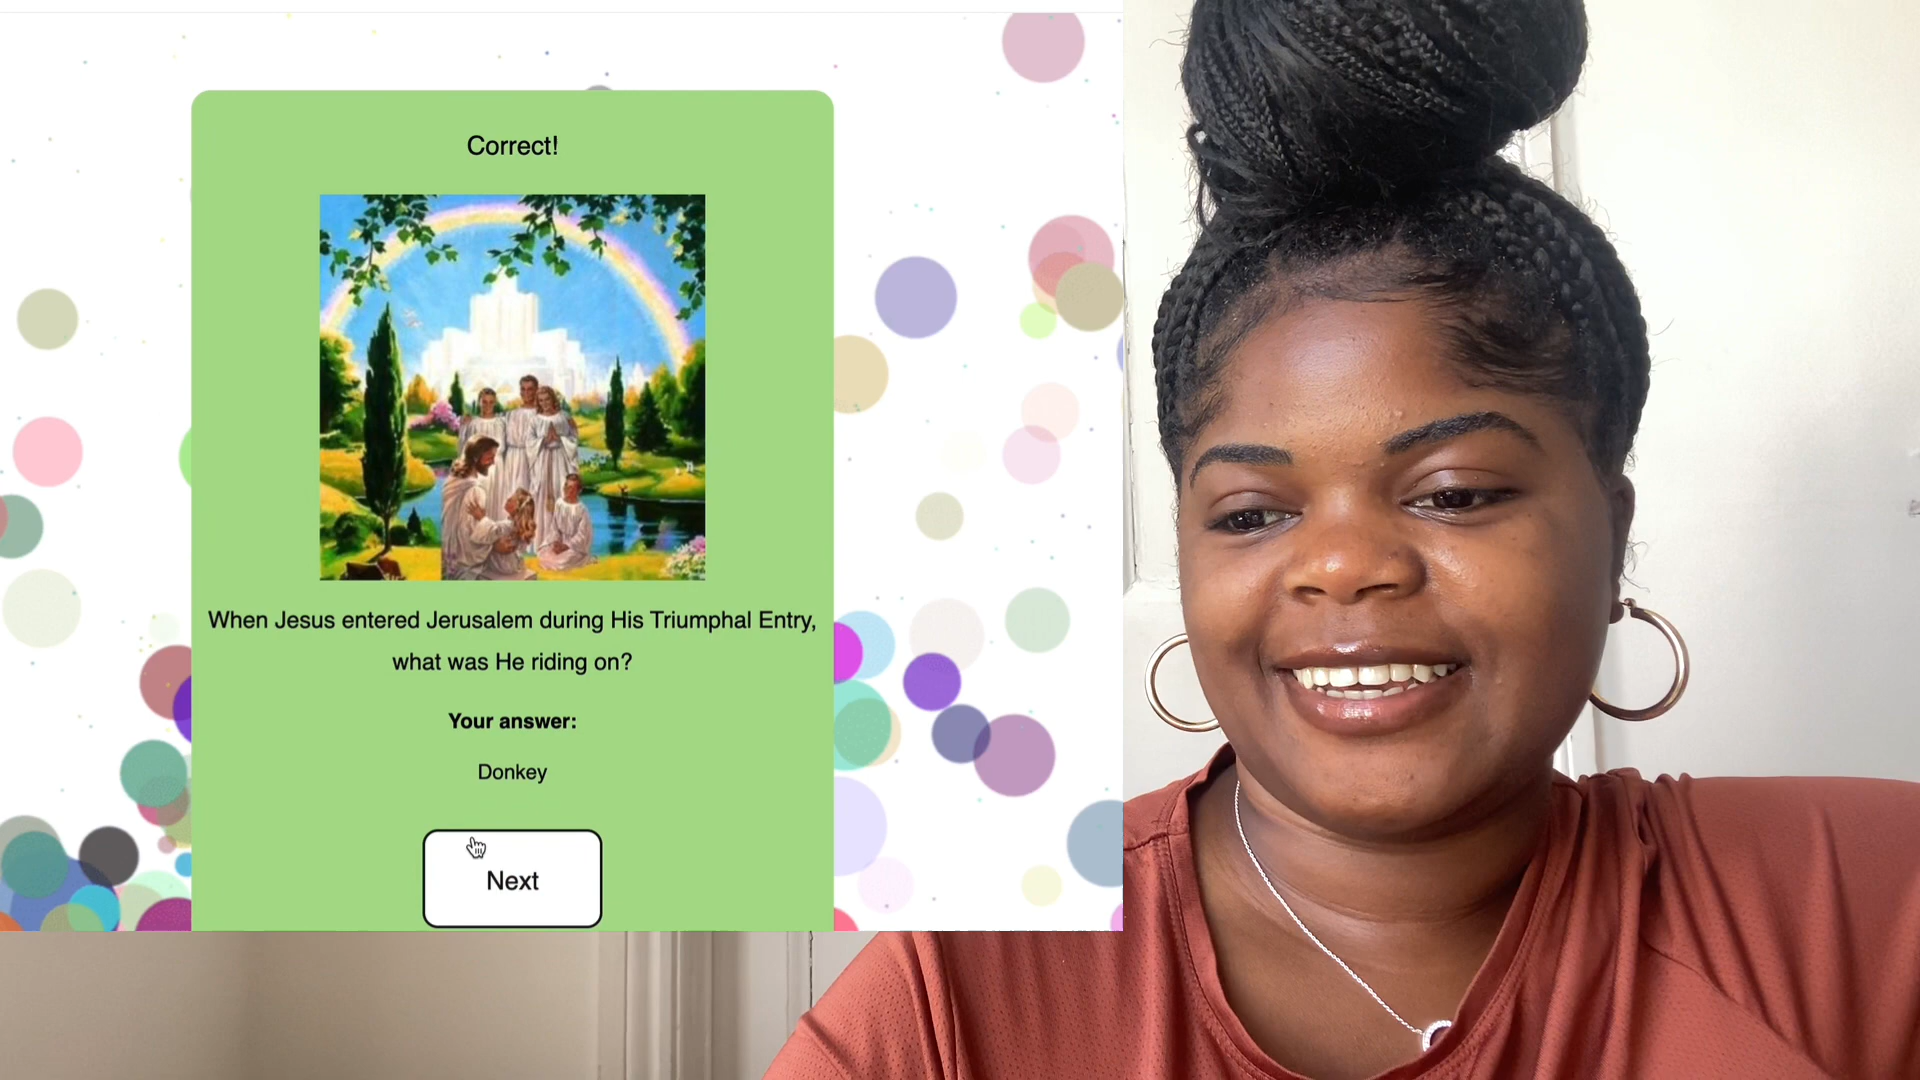 Correct!
When Jesus entered Jerusalem during His Triumphal Entry,
what was He riding on?
Your answer:
Donkey
Next